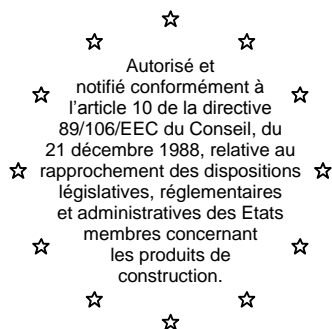 Autorisé et
notifié conformément à
l'article 10 de la directive
89/106/EEC du Conseil, du
21 décembre 1988, relative au
rapprochement des dispositions
législatives, réglementaires
et administratives des Etats
membres concernant
les produits de
construction.